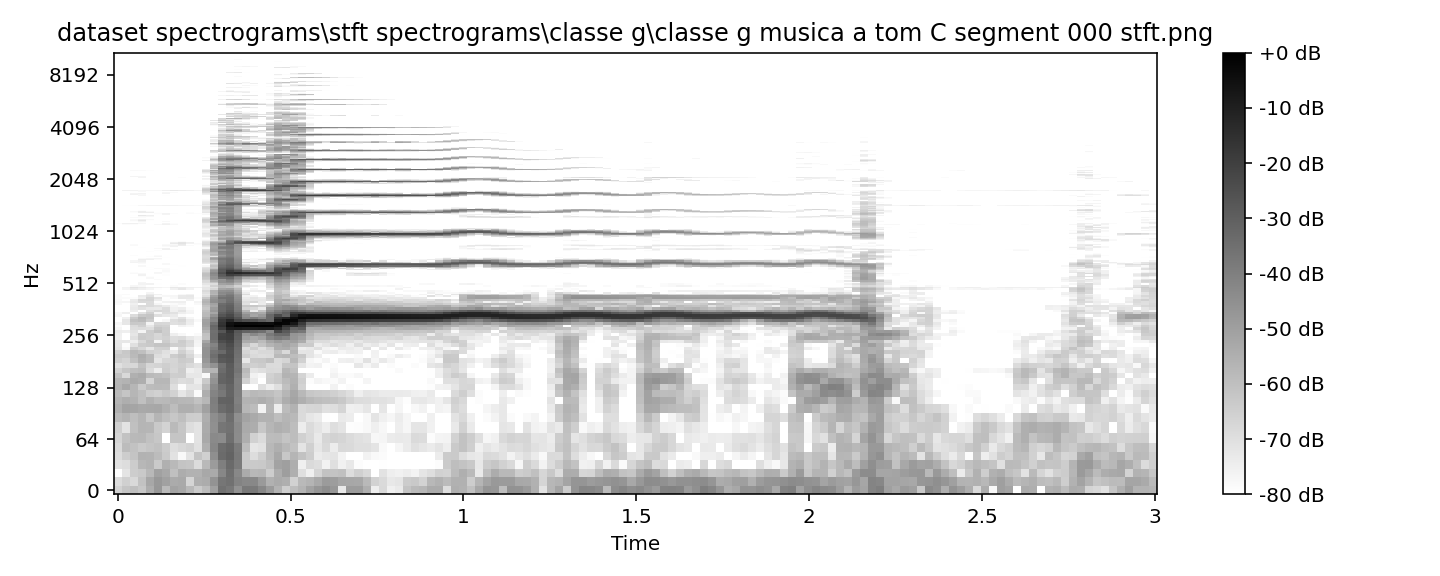 dataset spectrograms\stft spectrograms\classe g\classe g musica a tom C segment 000 stft.png
8192
4096
2048
1024
512
256
128
64
0
Hz
0
0.5
1
1.5
2
2.5
3
Time
+0 dB
-10 dB
-20 dB
-30 dB
-40 dB
-50 dB
-60 dB
-70 dB
-80 dB